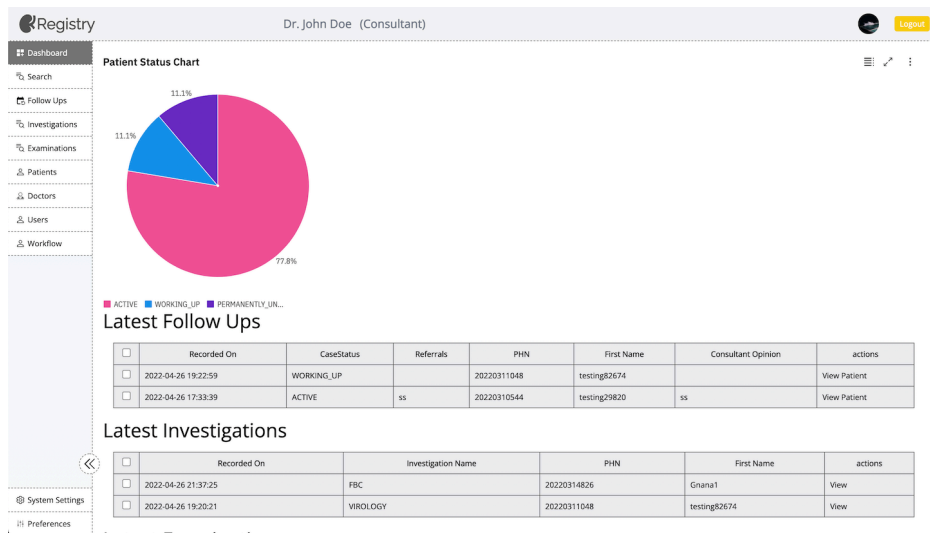 Registry
Dr. John Doe (Consultant)
Logout
Dashboard
Search
Follow Ups
Investigations
Examinations
Patients
Doctors
Users
Workflow
System Settings
Preferences
Patient Status Chart
11.1%
11.1%
77.8%
ACTIVE WORKING_UP PERMANENTLY_UN...
Latest Follow Ups
Recorded On CaseStatus Referrals PHN First Name Consultant Opinion actions
2022-04-26 19:22:59 WORKING_UP 20220311048 testing82674 View Patient
2022-04-26 17:33:39 ACTIVE ss 20220310544 testing29820 ss View Patient
Latest Investigations
Recorded On Investigation Name PHN First Name actions
2022-04-26 21:37:25 FBC 20220314826 Gnana1 View
2022-04-26 19:20:21 VIROLOGY 20220311048 testing82674 View